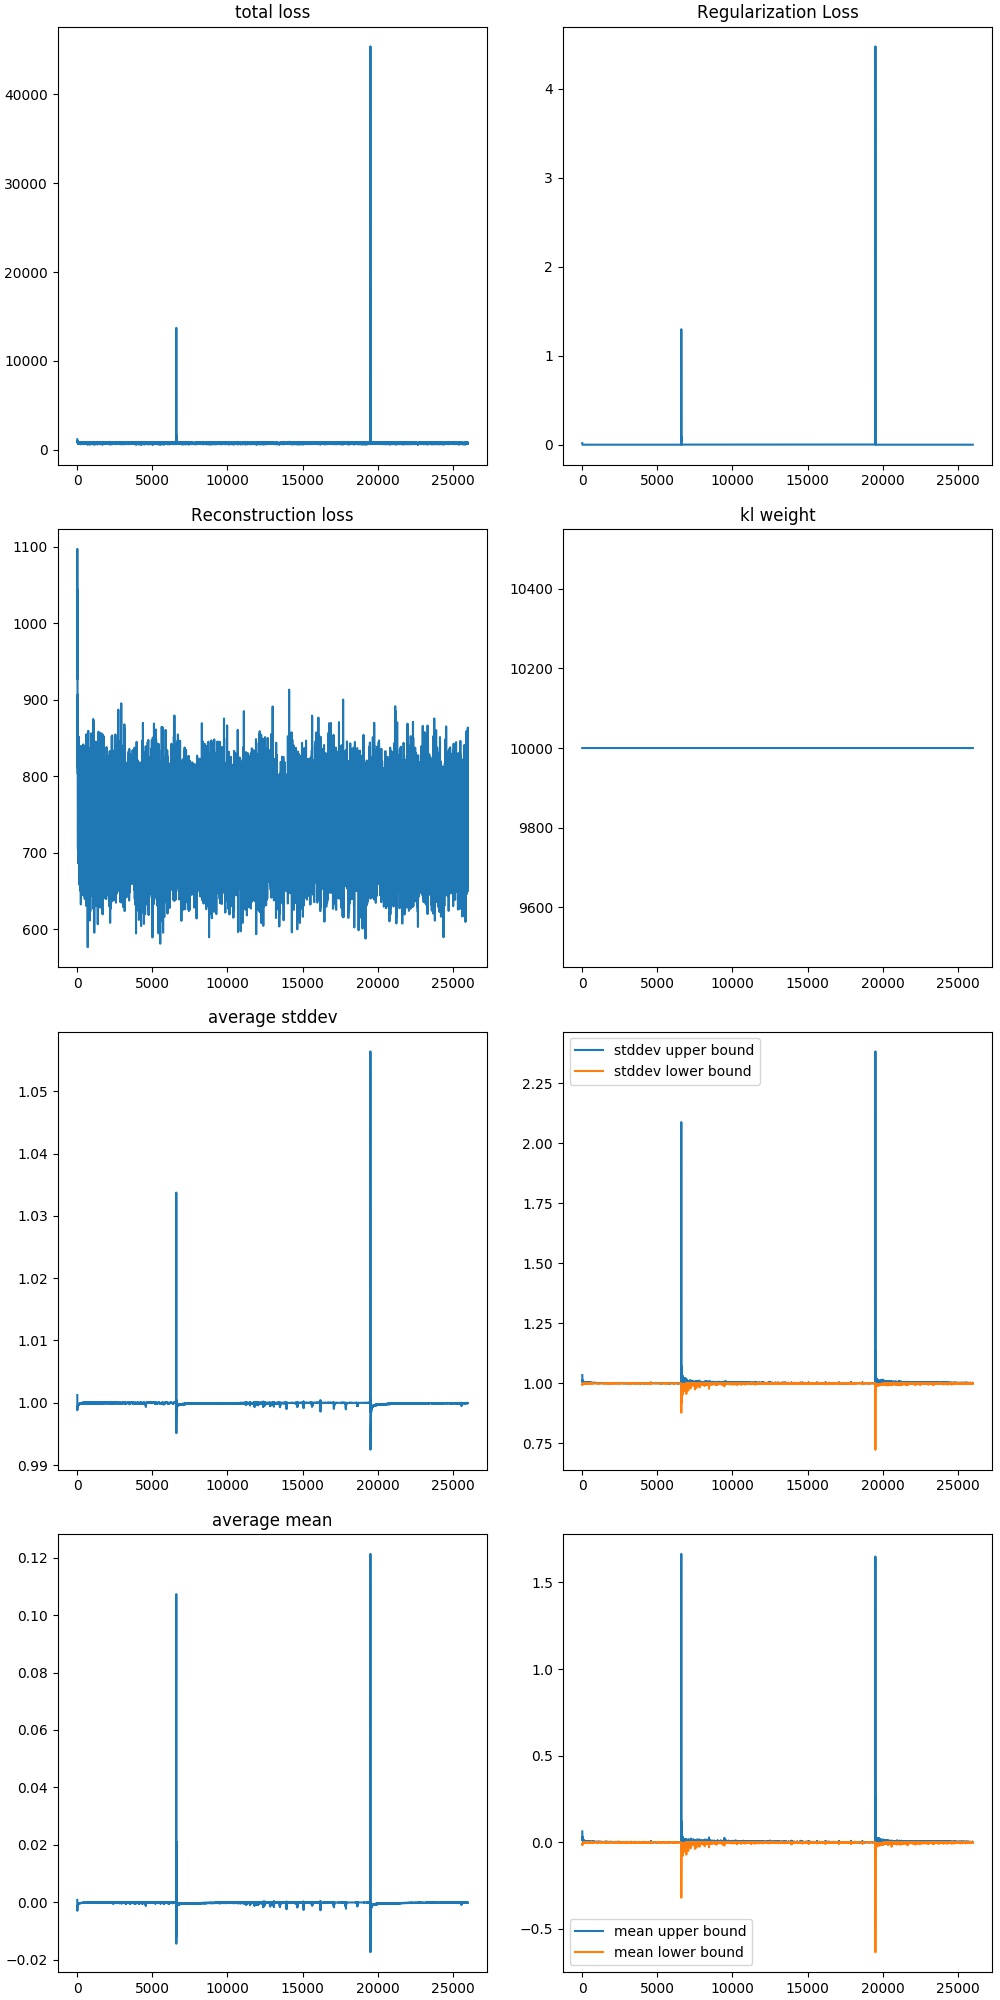 total loss
40000
30000
20000
10000
0
0 5000 10000 15000 20000 25000
Regularization Loss
4
3
2
1
0
0 5000 10000 15000 20000 25000
Reconstruction loss
1100
1000
900
800
700
600
0 5000 10000 15000 20000 25000
kl weight
10400
10200
10000
9800
9600
0 5000 10000 15000 20000 25000
average stddev
1.05
1.04
1.03
1.02
1.01
1.00
0.99
0 5000 10000 15000 20000 25000
stddev upper bound
stddev lower bound
2.25
2.00
1.75
1.50
1.25
1.00
0.75
0 5000 10000 15000 20000 25000
average mean
0.12
0.10
0.08
0.06
0.04
0.02
0.00
−0.02
0 5000 10000 15000 20000 25000
1.5
1.0
0.5
0.0
−0.5
mean upper bound
mean lower bound
0 5000 10000 15000 20000 25000